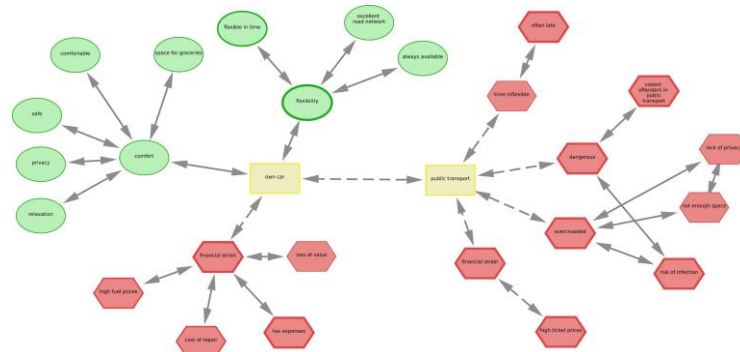 flexible in time
excellent
road network
often late
comfortable
space for groceries
always available
time inflexible
violent
offenders in
public
transport
flexibility
safe
lack of privacy
comfort
dangerous
privacy
own car
public transport
not enough space
relaxation
overcrowded
financial strain
loss of value
financial strain
risk of infection
high fuel prices
tax expenses
high ticket prices
cost of repair